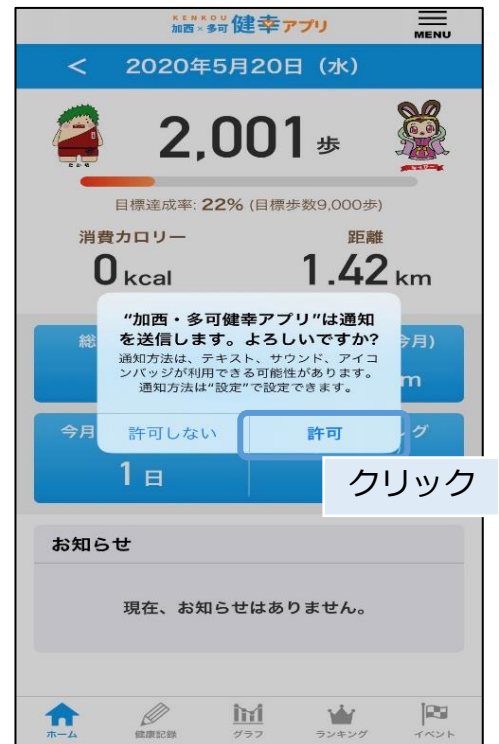 KENKOU
加西×多可 健幸アプリ
MENU
< 2020年5月20日（水）
2,001 歩
目標達成率: 22% (目標歩数9,000歩)
消費カロリー 距離
0 kcal 1.42 km
"加西・多可健幸アプリ"は通知
を送信します。よろしいですか?
通知方法は、テキスト、サウンド、アイコ
ンバッジが利用できる可能性があります。
通知方法は"設定"で設定できます。
総 今月)
m
許可しない 許可
今月 グ
1 日
クリック
お知らせ
現在、お知らせはありません。
ホーム 健康記録 グラフ ランキング イベント